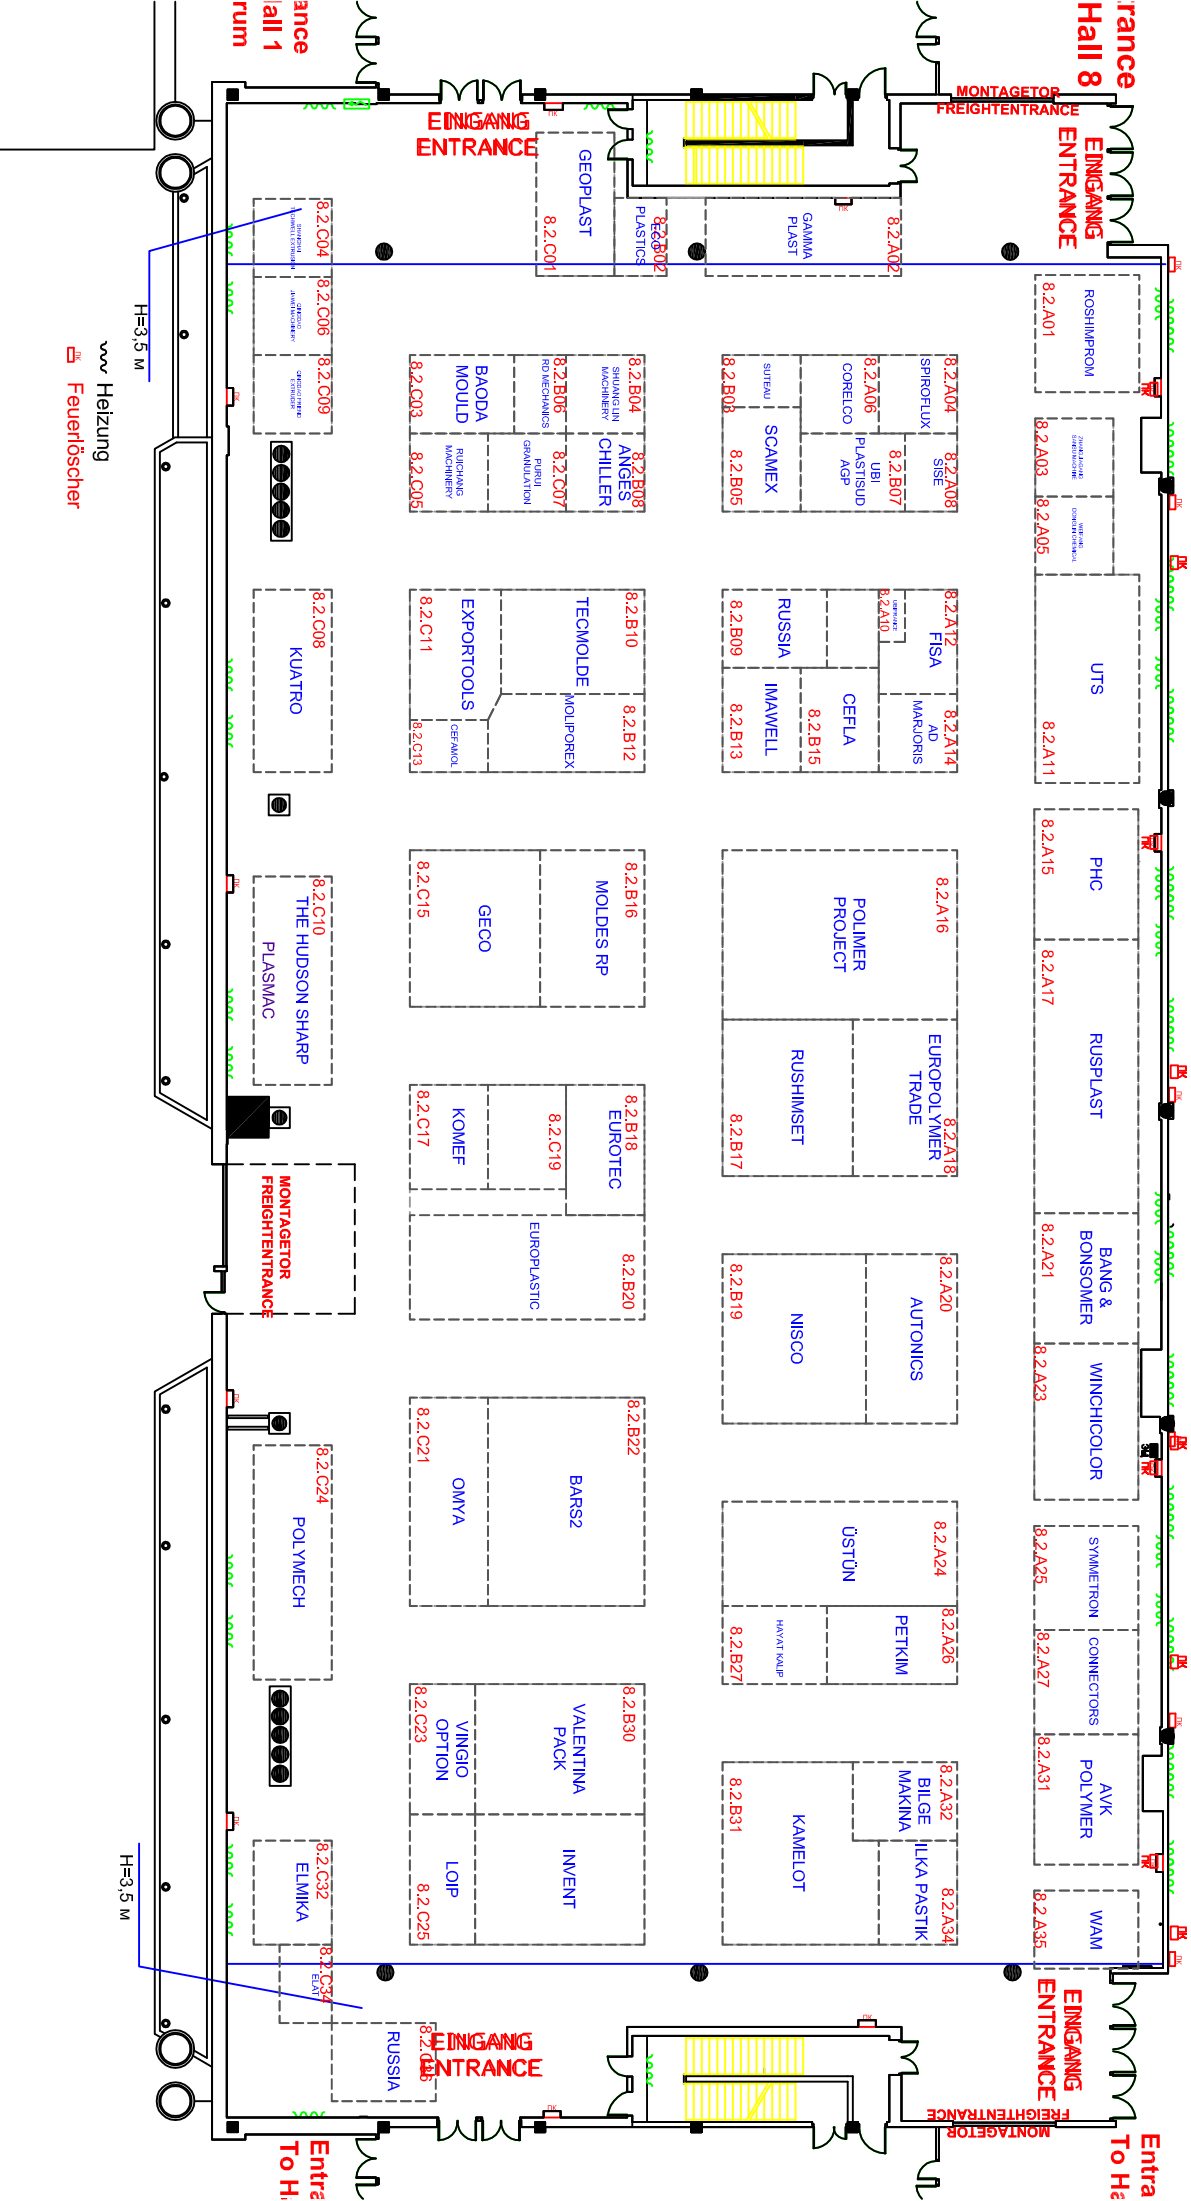 rance
Hall 8
ance
all 1
rum
MONTAGETOR
FREIGHTENTRANCE
EINGANG
ENTRANCE
EINGANG
ENTRANCE
GEOPLAST
8.2.C01
ECO
PLASTICS
8.2.B02
GAMMA
PLAST
8.2.A02
ROSHIMPROM
8.2.A01
8.2.C04
8.2.C06
8.2.C09
H=3,5 м
Heizung
ПК Feuerlöscher
BAODA
MOULD
8.2.C03
RD MECHANICS
8.2.B06
SHUANG LIN
MACHINERY
8.2.B04
RUICHANG
MACHINERY
8.2.C05
PURUI
GRANULATION
8.2.C07
ANGES
CHILLER
8.2.B08
SUTEAU
8.2.B03
CORELCO
8.2.A06
SPIROFLUX
8.2.A04
SCAMEX
8.2.B05
UBI
PLASTISUD
AGP
8.2.B07
SISE
8.2.A08
8.2.A03
8.2.A05
UTS
8.2.A11
KUATRO
8.2.C08
EXPORTOOLS
8.2.C11
TECMOLDE
8.2.B10
CEFAMOL
8.2.C13
MOLIPOREX
8.2.B12
RUSSIA
8.2.B09
8.2.A10
FISA
8.2.A12
IMAWELL
8.2.B13
CEFLA
8.2.B15
AD
MARJORIS
8.2.A14
PHC
8.2.A15
THE HUDSON SHARP
PLASMAC
8.2.C10
GECO
8.2.C15
MOLDES RP
8.2.B16
POLIMER
PROJECT
8.2.A16
RUSPLAST
8.2.A17
RUSHIMSET
8.2.B17
EUROPOLYMER
TRADE
8.2.A18
KOMEF
8.2.C17
8.2.C19
EUROTEC
8.2.B18
EUROPLASTIC
8.2.B20
MONTAGETOR
FREIGHTENTRANCE
NISCO
8.2.B19
AUTONICS
8.2.A20
BANG &
BONSOMER
8.2.A21
WINCHICOLOR
8.2.A23
POLYMECH
8.2.C24
OMYA
8.2.C21
BARS2
8.2.B22
ÜSTÜN
8.2.A24
HAYAT KALIP
8.2.B27
PETKIM
8.2.A26
SYMMETRON
8.2.A25
CONNECTORS
8.2.A27
VINGIO
OPTION
8.2.C23
VALENTINA
PACK
8.2.B30
LOIP
8.2.C25
INVENT
KAMELOT
8.2.B31
BILGE
MAKINA
8.2.A32
ILKA PASTIK
8.2.A34
AVK
POLYMER
8.2.A31
WAM
8.2.A35
ELMIKA
8.2.C32
ELAT
8.2.C34
RUSSIA
H=3,5 м
EINGANG
ENTRANCE
EINGANG
ENTRANCE
FREIGHTENTRANCE
MONTAGETOR
Entra
To Ha
Entra
To Ha